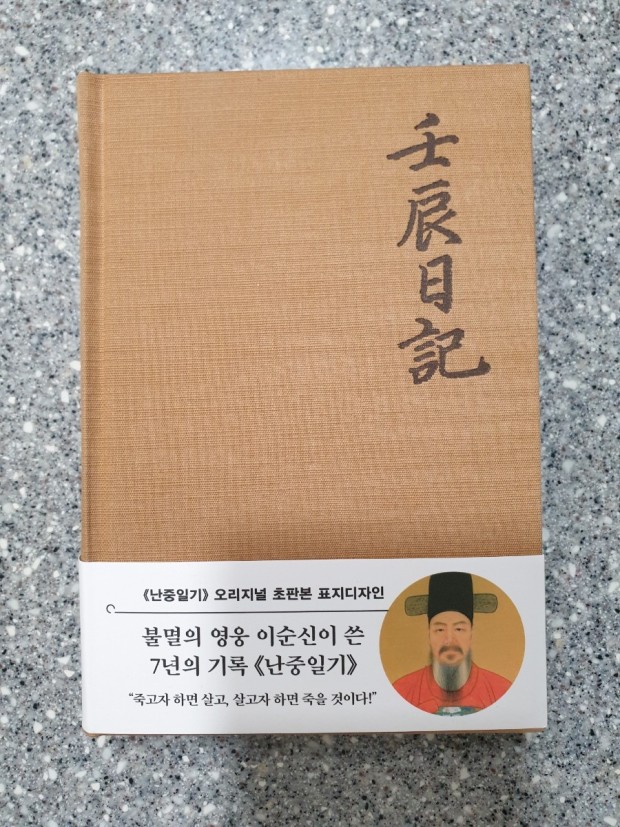 壬辰日記
《난중일기》 오리지널 초판본 표지디자인
불멸의 영웅 이순신이 쓴
7년의 기록 《난중일기》
“죽고자 하면 살고, 살고자 하면 죽을 것이다!”